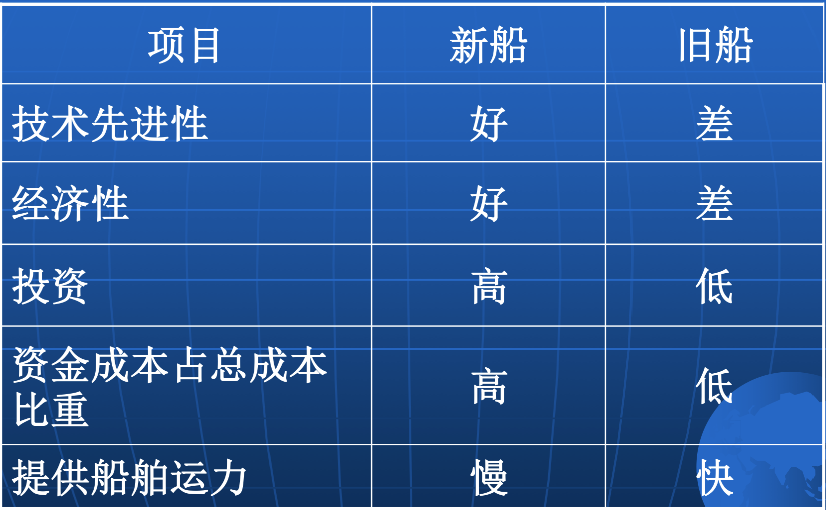 项目 新船 旧船
技术先进性 好 差
经济性 好 差
投资 高 低
资金成本占总成本
比重 高 低
提供船舶运力 慢 快